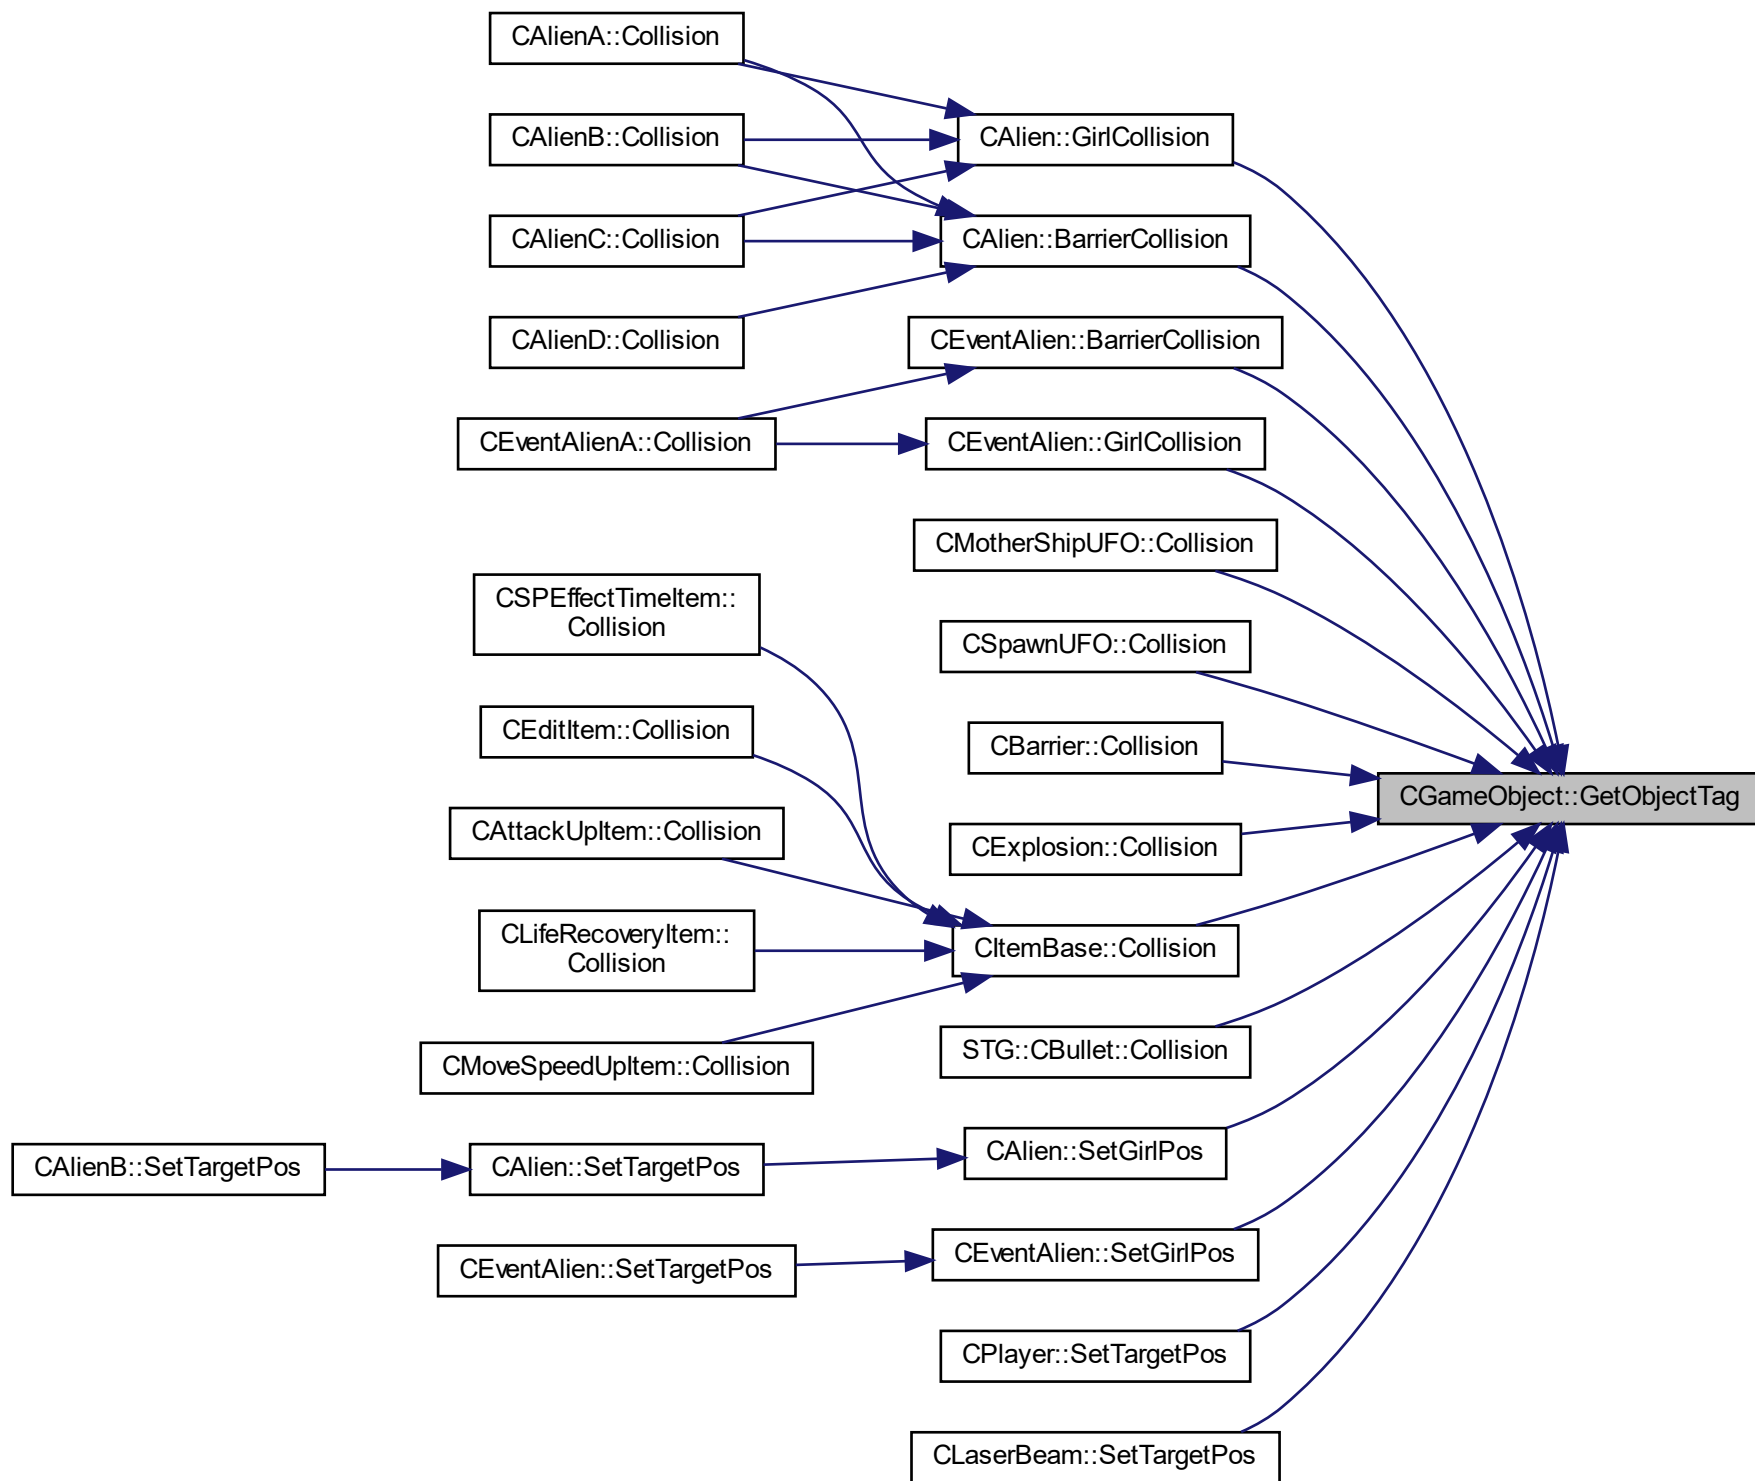 CAlienA::Collision
CAlien::GirlCollision
CAlienB::Collision
CAlienC::Collision
CAlien::BarrierCollision
CAlienD::Collision
CEventAlien::BarrierCollision
CEventAlienA::Collision
CEventAlien::GirlCollision
CMotherShipUFO::Collision
CSPEffectTimeItem::
Collision
CSpawnUFO::Collision
CEditItem::Collision
CBarrier::Collision
CGameObject::GetObjectTag
CAttackUpItem::Collision
CExplosion::Collision
CLifeRecoveryItem::
Collision
CItemBase::Collision
CMoveSpeedUpItem::Collision
STG::CBullet::Collision
CAlienB::SetTargetPos
CAlien::SetTargetPos
CAlien::SetGirlPos
CEventAlien::SetTargetPos
CEventAlien::SetGirlPos
CPlayer::SetTargetPos
CLaserBeam::SetTargetPos